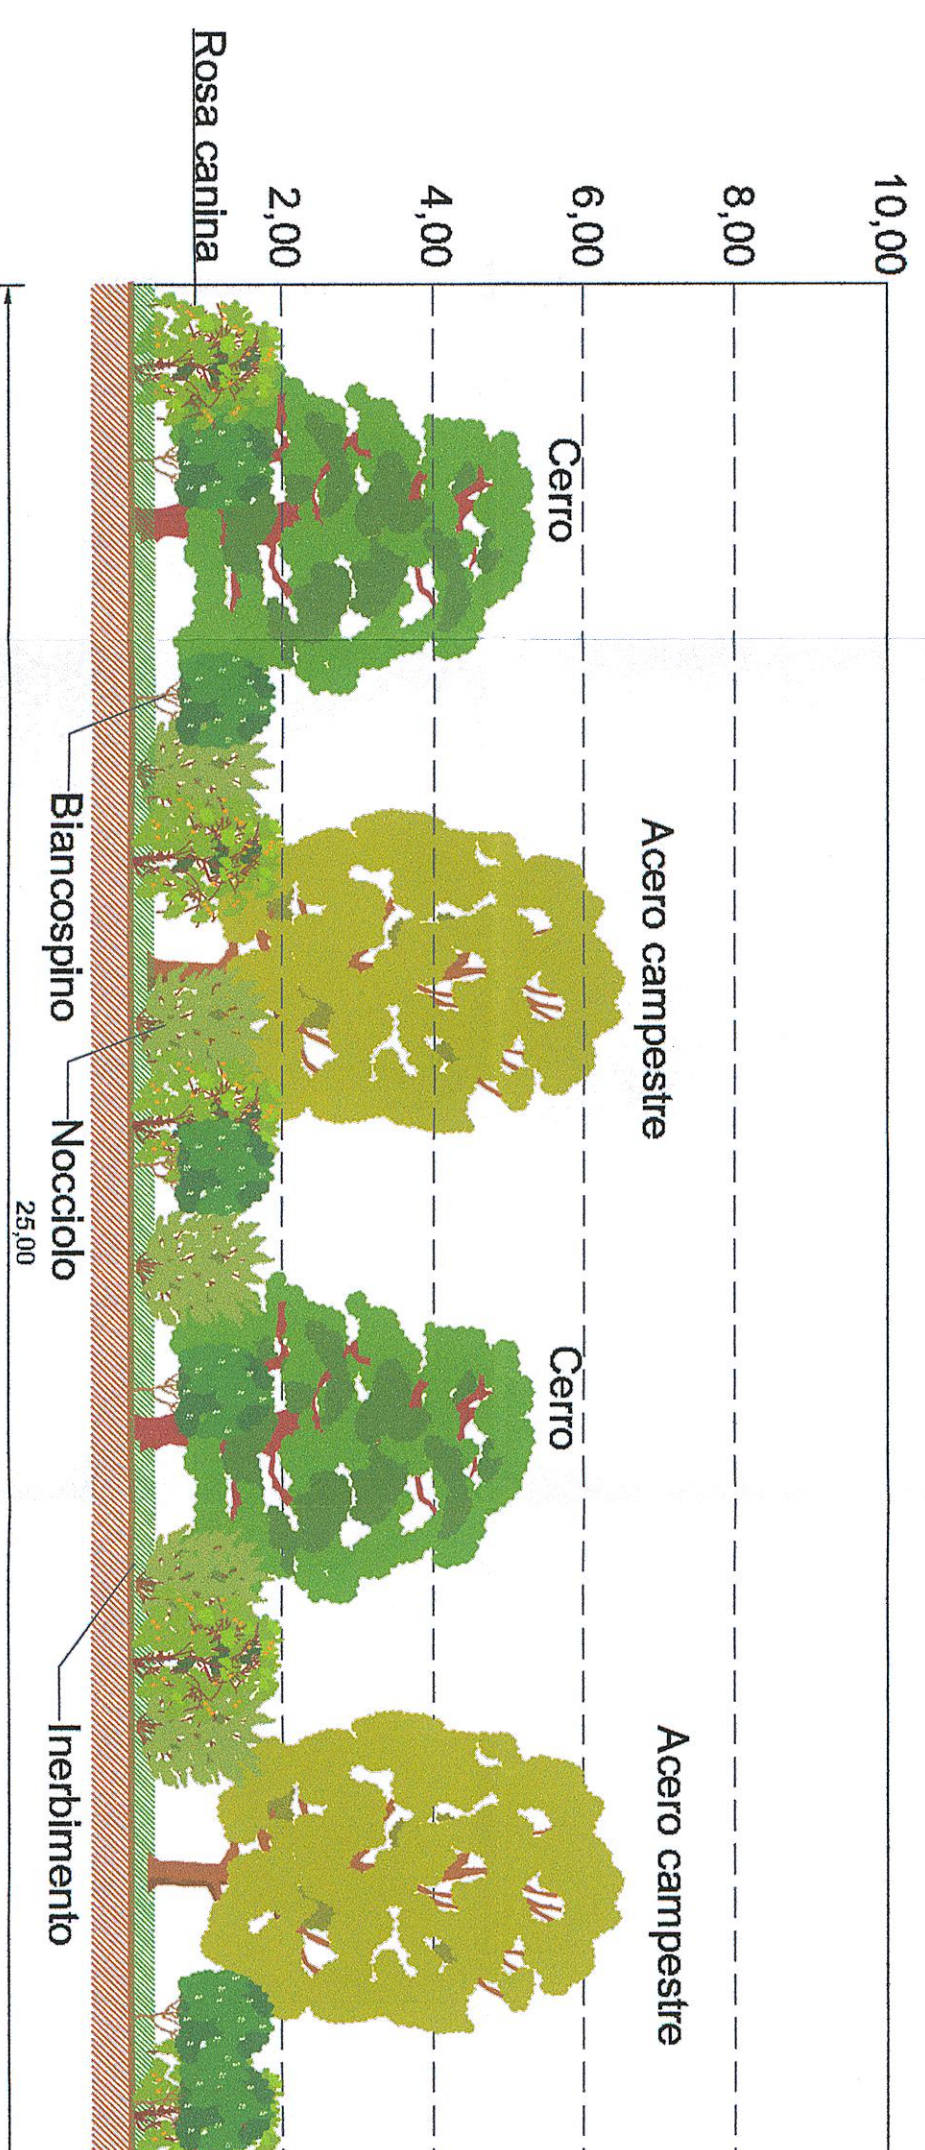 10,00
8,00
6,00
4,00
2,00
Rosa canina
Cerro
Acero campestre
Cerro
Acero campestre
Biancospino
Nocciolo
Inerbimento
25,00